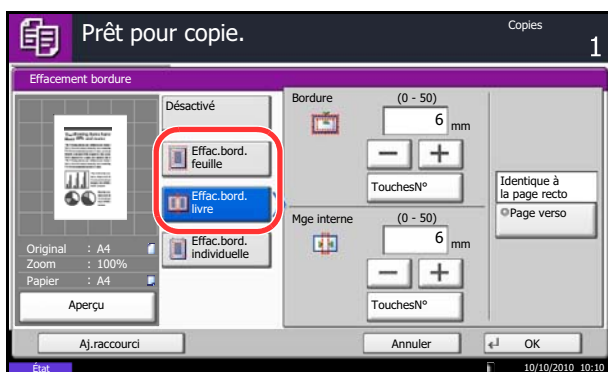 Prêt pour copie.
Copies
1
Effacement bordure
Désactivé
Effac.bord.
feuille
Effac.bord.
livre
Effac.bord.
individuelle
Bordure
(0 - 50)
6 mm
TouchesN°
Mge interne
(0 - 50)
6 mm
TouchesN°
Identique à
la page recto
Page verso
Original : A4
Zoom : 100%
Papier : A4
Aperçu
Aj.raccourci
Annuler
OK
État
10/10/2010 10:10